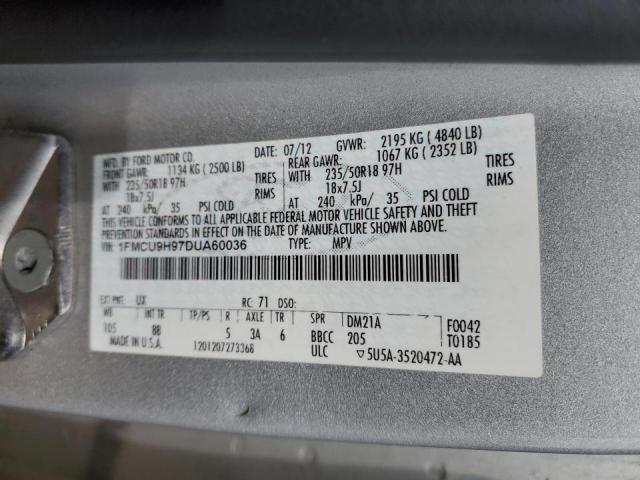 MFD. BY FORD MOTOR CO. DATE: 07/12 GVWR: 2195 KG ( 4840 LB)
FRONT GAWR: 1134 KG ( 2500 LB) REAR GAWR: 1067 KG ( 2352 LB)
WITH 235/50R18 97H TIRES WITH 235/50R18 97H TIRES
18x7.5J RIMS 18x7.5J RIMS
AT 240 kPa/ 35 PSI COLD AT 240 kPa/ 35 PSI COLD
THIS VEHICLE CONFORMS TO ALL APPLICABLE FEDERAL MOTOR VEHICLE SAFETY AND THEFT
PREVENTION STANDARDS IN EFFECT ON THE DATE OF MANUFACTURE SHOWN ABOVE.
VIN: 1FMCU9H97DUA60036 TYPE: MPV
EXT PNT: UX RC: 71 DSO:
WB INT TR TP/PS R AXLE TR SPR DM21A F0042
105 88 5 3A 6 BBCC 205 T0185
MADE IN U.S.A. 1201207273368 ULC ▽5U5A-3520472-AA